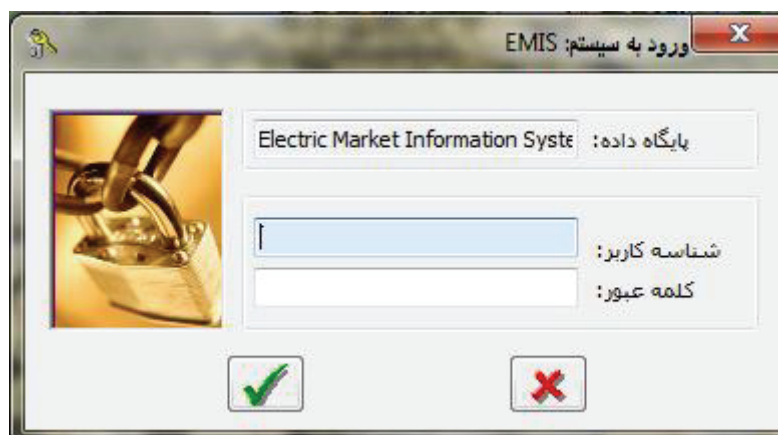 ورود به سیستم: EMIS
پایگاه داده: Electric Market Information Syste
شناسه کاربر:
کلمه عبور: